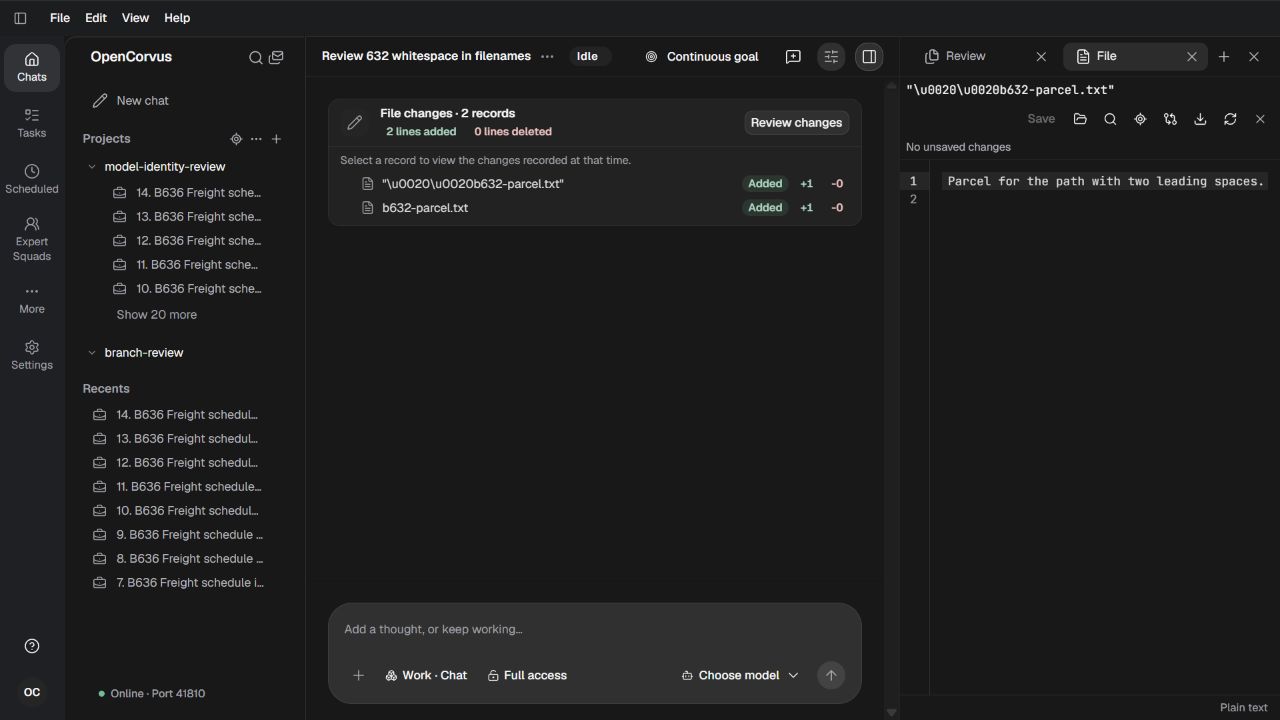 File Edit View Help
Chats
Tasks
Scheduled
Expert
Squads
More
Settings
OC
OpenCorvus
New chat
Projects
model-identity-review
14. B636 Freight sche...
13. B636 Freight sche...
12. B636 Freight sche...
11. B636 Freight sche...
10. B636 Freight sche...
Show 20 more
branch-review
Recents
14. B636 Freight schedul...
13. B636 Freight schedul...
12. B636 Freight schedul...
11. B636 Freight schedule...
10. B636 Freight schedul...
9. B636 Freight schedule ...
8. B636 Freight schedule ...
7. B636 Freight schedule i...
Online · Port 41810
Review 632 whitespace in filenames ... Idle Continuous goal
File changes · 2 records
2 lines added 0 lines deleted
Review changes
Select a record to view the changes recorded at that time.
"\u0020\u0020b632-parcel.txt" Added +1 -0
b632-parcel.txt Added +1 -0
Add a thought, or keep working...
Work · Chat Full access Choose model
Review File
"\u0020\u0020b632-parcel.txt"
Save
No unsaved changes
1 Parcel for the path with two leading spaces.
2
Plain text